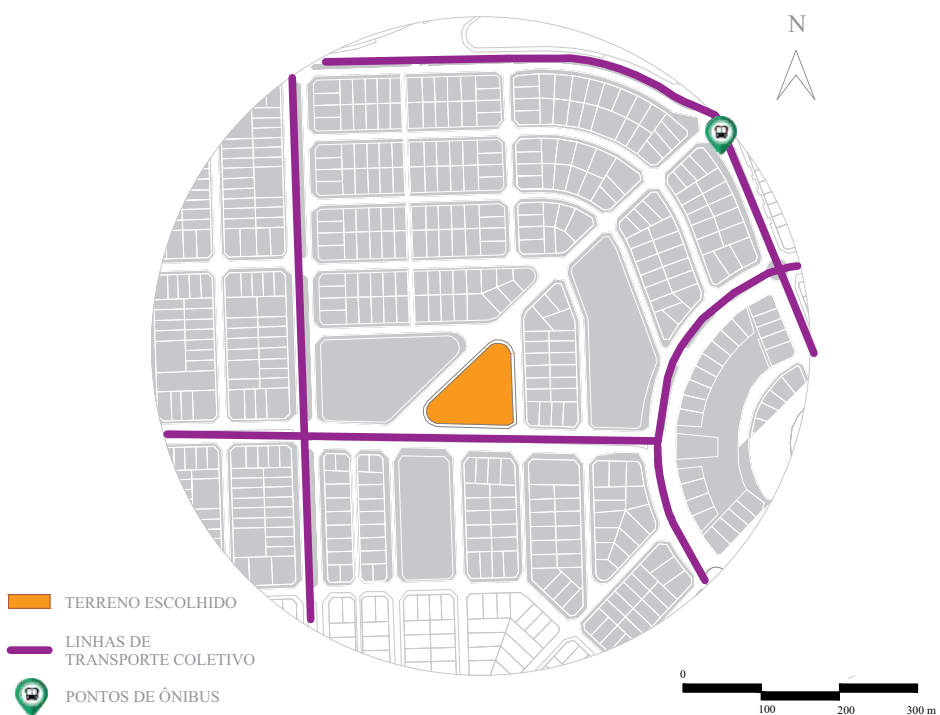 N
TERRENO ESCOLHIDO
LINHAS DE
TRANSPORTE COLETIVO
PONTOS DE ÔNIBUS
0
100 200 300 m